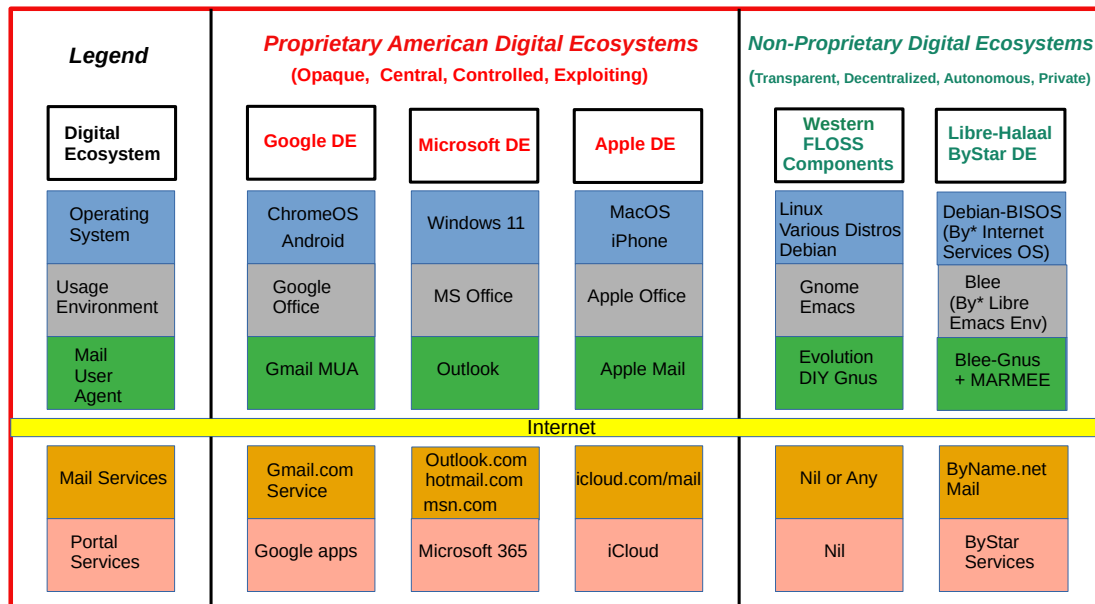 Legend
Proprietary American Digital Ecosystems
(Opaque, Central, Controlled, Exploiting)
Non-Proprietary Digital Ecosystems
(Transparent, Decentralized, Autonomous, Private)
Digital
Ecosystem
Google DE
Microsoft DE
Apple DE
Western
FLOSS
Components
Libre-Halaal
ByStar DE
Operating
System
ChromeOS
Android
Windows 11
MacOS
iPhone
Linux
Various Distros
Debian
Debian-BISOS
(By* Internet
Services OS)
Usage
Environment
Google
Office
MS Office
Apple Office
Gnome
Emacs
Blee
(By* Libre
Emacs Env)
Mail
User
Agent
Gmail MUA
Outlook
Apple Mail
Evolution
DIY Gnus
Blee-Gnus
+ MARMEE
Internet
Mail Services
Gmail.com
Service
Outlook.com
hotmail.com
msn.com
icloud.com/mail
Nil or Any
ByName.net
Mail
Portal
Services
Google apps
Microsoft 365
iCloud
Nil
ByStar
Services